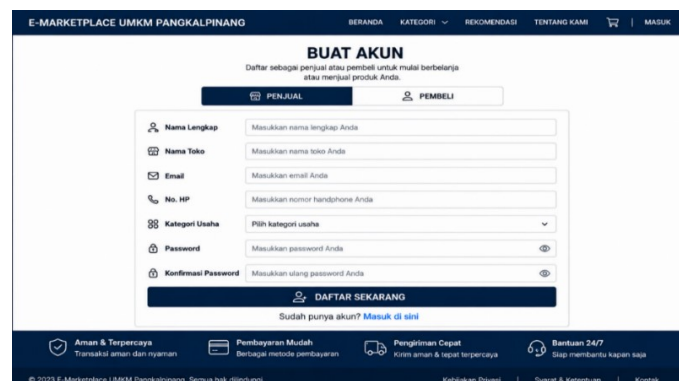 E-MARKETPLACE UMKM PANGKALPINANG BERANDA KATEGORI REKOMENDASI TENTANG KAMI | MASUK
BUAT AKUN
Daftar sebagai penjual atau pembeli untuk mulai berbelanja
atau menjual produk Anda.
PENJUAL PEMBELI
Nama Lengkap Masukkan nama lengkap Anda
Nama Toko Masukkan nama toko Anda
Email Masukkan email Anda
No. HP Masukkan nomor handphone Anda
Kategori Usaha Pilih kategori usaha
Password Masukkan password Anda
Konfirmasi Password Masukkan ulang password Anda
DAFTAR SEKARANG
Sudah punya akun? Masuk di sini
Aman & Terpercaya Pembayaran Mudah Pengiriman Cepat Bantuan 24/7
Transaksi aman dan nyaman Berbagai metode pembayaran Kirim aman & tepat terpercaya Siap membantu kapan saja
© 2023 E-Marketplace UMKM Pangkalpinang. Semua hak dilindungi. Kebijakan Privasi | Syarat & Ketentuan | Kontak